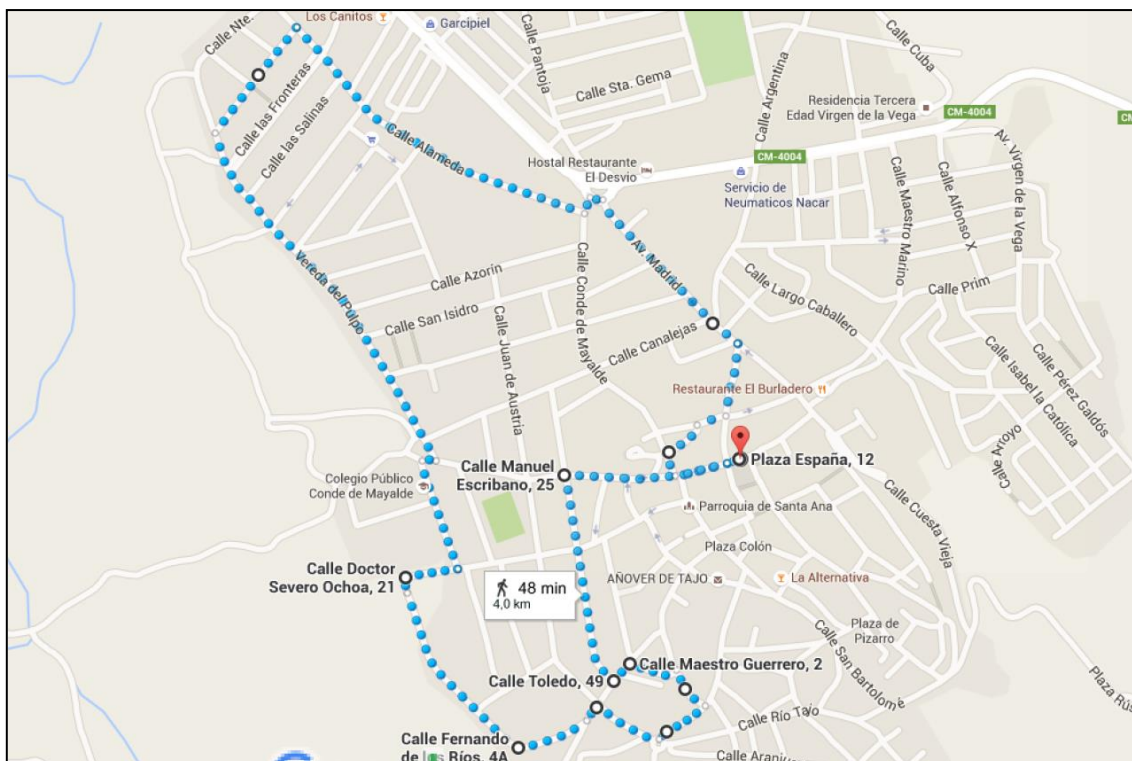 Los Canitos
Garcipiel
Calle Nte.
Calle Pantoja
Calle Cuba
Calle las Fronteras
Calle Sta. Gema
Calle Argentina
Residencia Tercera
Edad Virgen de la Vega
CM-4004
CM-4004
Calle las Salinas
Calle Alameda
Hostal Restaurante
El Desvio
Servicio de
Neumaticos Nacar
Calle Maestro Marino
Calle Alfonso X
Av. Virgen de la Vega
Vereda del Pulpo
Calle Azorín
Calle Conde de Mayalde
Av. Madrid
Calle Largo Caballero
Calle Prim
Calle San Isidro
Calle Juan de Austria
Calle Canalejas
Calle Isabel la Católica
Calle Pérez Galdós
Restaurante El Burladero
Calle Arroyo
Calle Manuel
Escribano, 25
Plaza España, 12
Colegio Público
Conde de Mayalde
Parroquia de Santa Ana
Calle Cuesta Vieja
Plaza Colón
Calle Doctor
Severo Ochoa, 21
48 min
4,0 km
AÑOVER DE TAJO
La Alternativa
Plaza de
Pizarro
Calle San Bartolomé
Calle Maestro Guerrero, 2
Calle Toledo, 49
Calle Río Tajo
Calle Fernando
de los Ríos, 4A